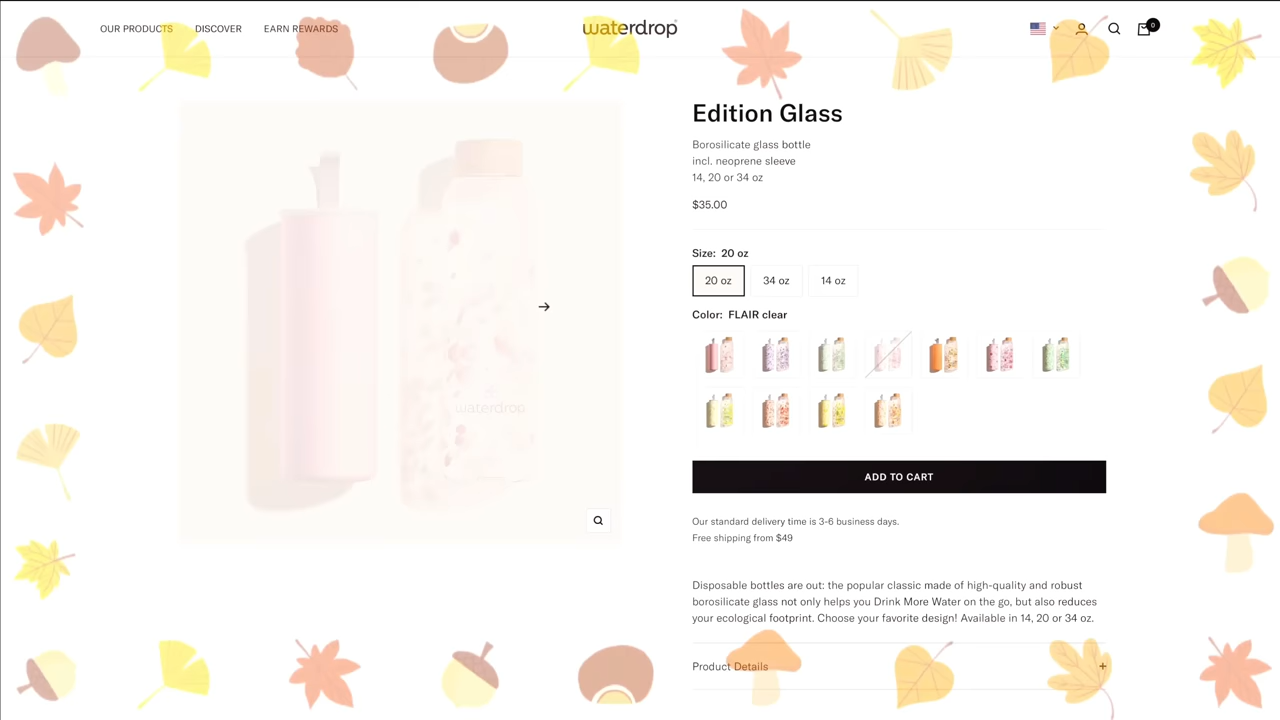 OUR PRODUCTS DISCOVER EARN REWARDS
waterdrop
0
Edition Glass
Borosilicate glass bottle
incl. neoprene sleeve
14, 20 or 34 oz
$35.00
Size: 20 oz
20 oz 34 oz 14 oz
Color: FLAIR clear
waterdrop
ADD TO CART
Our standard delivery time is 3-6 business days.
Free shipping from $49
Disposable bottles are out: the popular classic made of high-quality and robust
borosilicate glass not only helps you Drink More Water on the go, but also reduces
your ecological footprint. Choose your favorite design! Available in 14, 20 or 34 oz.
Product Details +